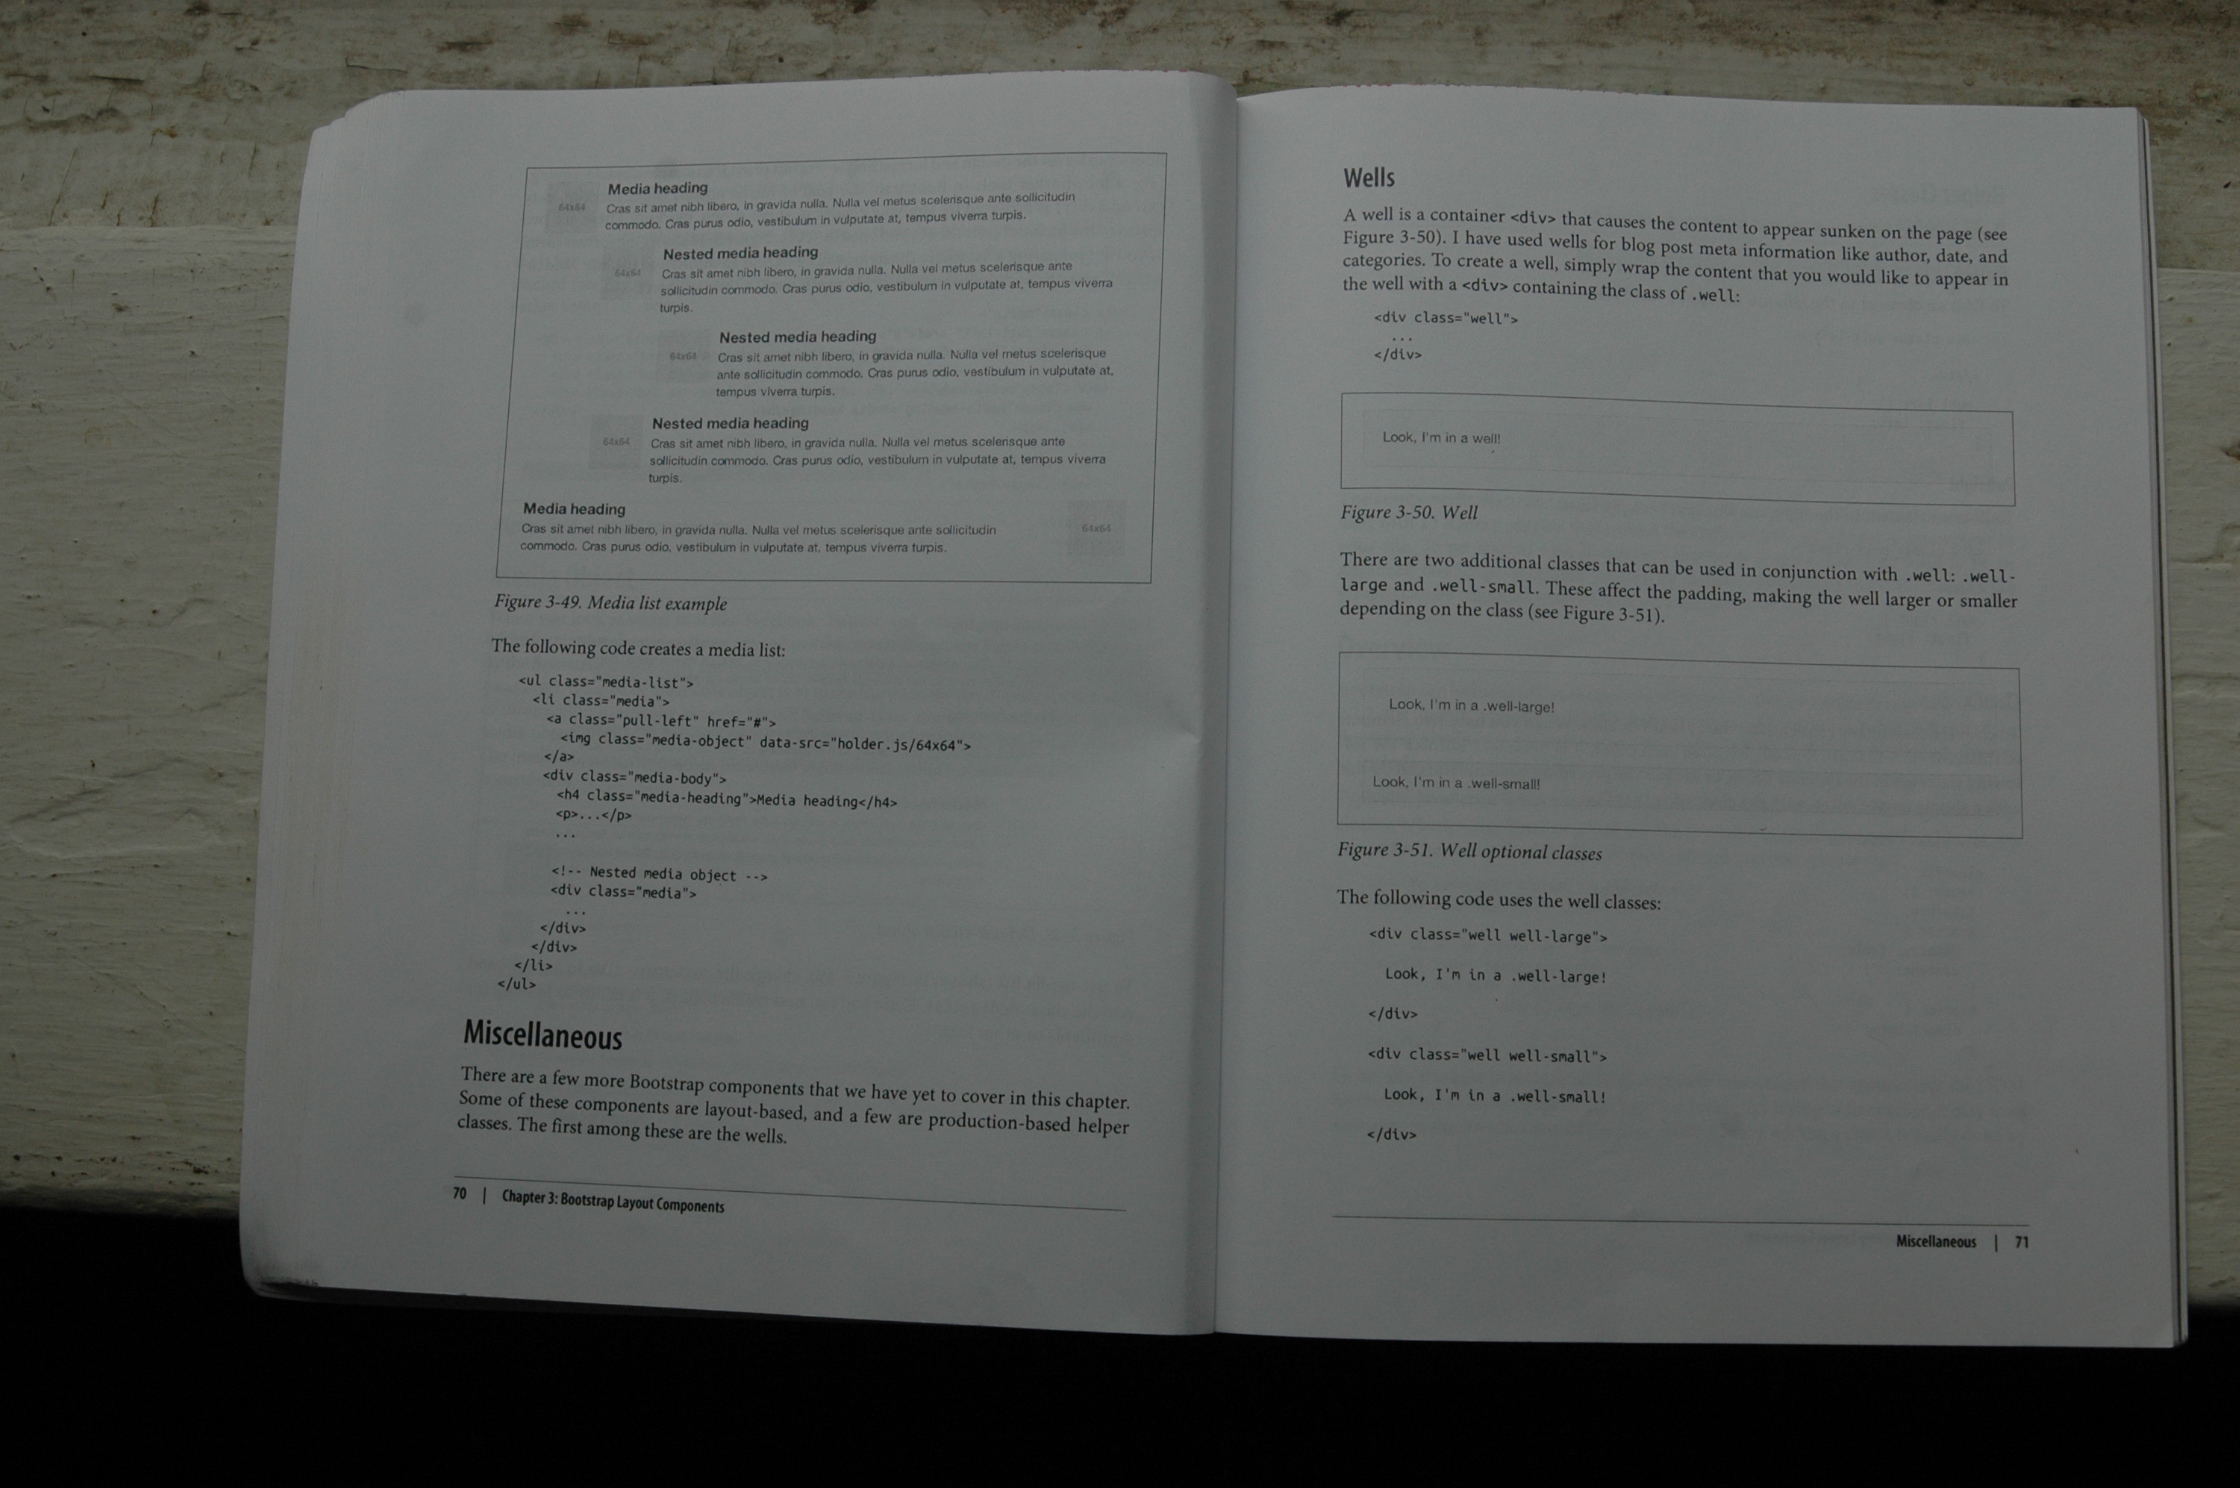 64x64
Media heading
Cras sit amet nibh libero, in gravida nulla. Nulla vel metus scelerisque ante sollicitudin
commodo. Cras purus odio, vestibulum in vulputate at, tempus viverra turpis.
64x64
Nested media heading
Cras sit amet nibh libero, in gravida nulla. Nulla vel metus scelerisque ante
sollicitudin commodo. Cras purus odio, vestibulum in vulputate at, tempus viverra
turpis.
64x64
Nested media heading
Cras sit amet nibh libero, in gravida nulla. Nulla vel metus scelerisque
ante sollicitudin commodo. Cras purus odio, vestibulum in vulputate at,
tempus viverra turpis.
64x64
Nested media heading
Cras sit amet nibh libero, in gravida nulla. Nulla vel metus scelerisque ante
sollicitudin commodo. Cras purus odio, vestibulum in vulputate at, tempus viverra
turpis.
Media heading
Cras sit amet nibh libero, in gravida nulla. Nulla vel metus scelerisque ante sollicitudin
commodo. Cras purus odio, vestibulum in vulputate at, tempus viverra turpis.
64x64
Figure 3-49. Media list example
The following code creates a media list:
<ul class="media-list">
<li class="media">
<a class="pull-left" href="#">
<img class="media-object" data-src="holder.js/64x64">
</a>
<div class="media-body">
<h4 class="media-heading">Media heading</h4>
<p>...</p>
...
<!-- Nested media object -->
<div class="media">
...
</div>
</div>
</li>
</ul>
Miscellaneous
There are a few more Bootstrap components that we have yet to cover in this chapter.
Some of these components are layout-based, and a few are production-based helper
classes. The first among these are the wells.
70 | Chapter 3: Bootstrap Layout Components
Wells
A well is a container <div> that causes the content to appear sunken on the page (see
Figure 3-50). I have used wells for blog post meta information like author, date, and
categories. To create a well, simply wrap the content that you would like to appear in
the well with a <div> containing the class of .well:
<div class="well">
...
</div>
Look, I'm in a well!
Figure 3-50. Well
There are two additional classes that can be used in conjunction with .well: .well-
large and .well-small. These affect the padding, making the well larger or smaller
depending on the class (see Figure 3-51).
Look, I'm in a .well-large!
Look, I'm in a .well-small!
Figure 3-51. Well optional classes
The following code uses the well classes:
<div class="well well-large">
Look, I'm in a .well-large!
</div>
<div class="well well-small">
Look, I'm in a .well-small!
</div>
Miscellaneous | 71